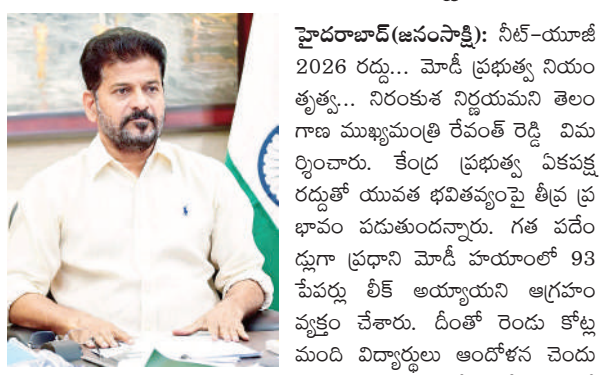 హైదరాబాద్(జనంసాక్షి): నీట్-యూజీ
2026 రద్దు... మోడీ ప్రభుత్వ నియం
తృత్వ... నిరంకుశ నిర్ణయమని తెలం
గాణ ముఖ్యమంత్రి రేవంత్ రెడ్డి విమ
ర్శించారు. కేంద్ర ప్రభుత్వ ఏకపక్ష
రద్దుతో యువత భవితవ్యంపై తీవ్ర ప్ర
భావం పడుతుందన్నారు. గత పదేం
డ్లుగా ప్రధాని మోడీ హయాంలో 93
పేపర్లు లీక్ అయ్యాయని ఆగ్రహం
వ్యక్తం చేశారు. దీంతో రెండు కోట్ల
మంది విద్యార్థులు ఆందోళన చెందు